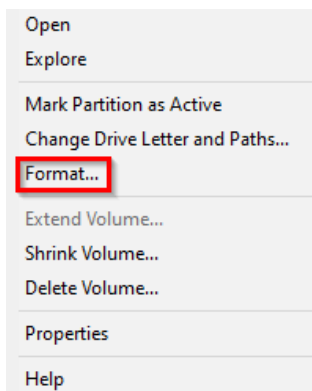 Open
Explore
Mark Partition as Active
Change Drive Letter and Paths...
Format...
Extend Volume...
Shrink Volume...
Delete Volume...
Properties
Help